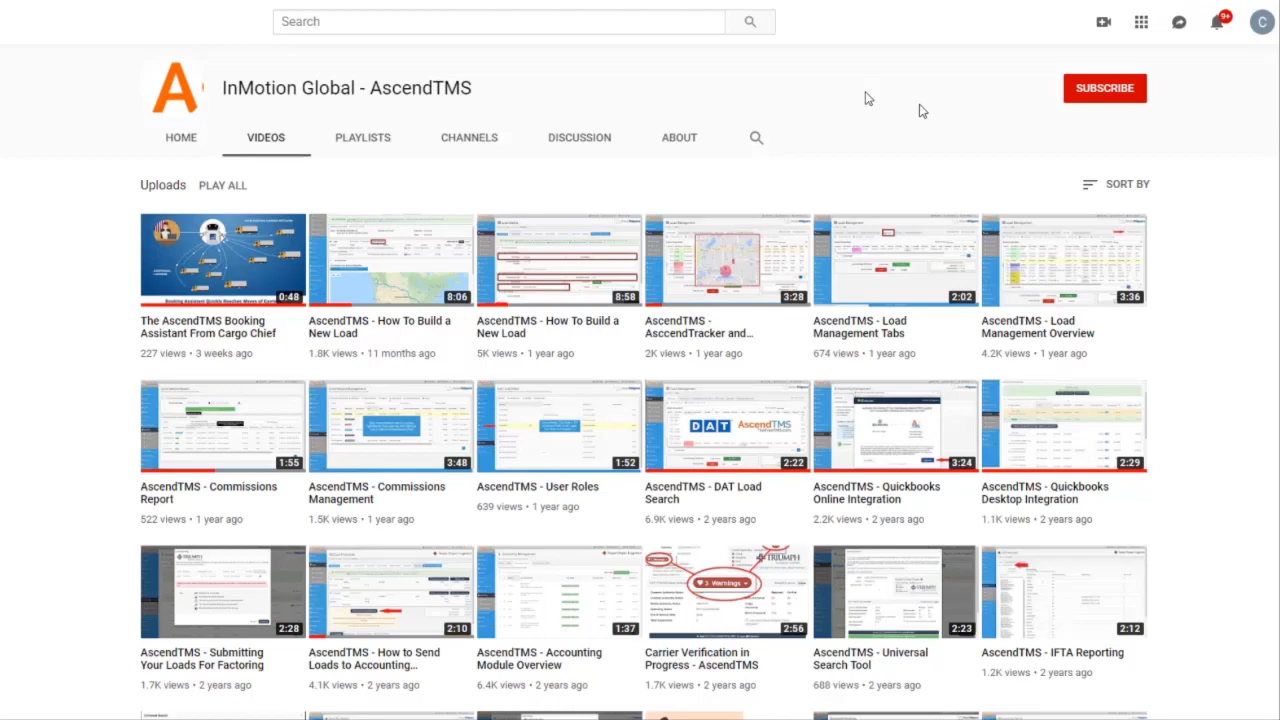 Search
9+
C
InMotion Global - AscendTMS
SUBSCRIBE
HOME
VIDEOS
PLAYLISTS
CHANNELS
DISCUSSION
ABOUT
Uploads
PLAY ALL
SORT BY
0:48
8:06
8:58
3:28
2:02
3:36
The AscendTMS Booking
Assistant From Cargo Chief
227 views • 3 weeks ago
AscendTMS - How To Build a
New Load
1.8K views • 11 months ago
AscendTMS - How To Build a
New Load
5K views • 1 year ago
AscendTMS -
AsccendTracker and...
2K views • 1 year ago
AscendTMS - Load
Management Tabs
674 views • 1 year ago
AscendTMS - Load
Management Overview
4.2K views • 1 year ago
DAT
AscendTMS
1:55
3:48
1:52
2:22
3:24
2:29
AscendTMS - Commissions
Report
522 views • 1 year ago
AscendTMS - Commissions
Management
1.5K views • 1 year ago
AscendTMS - User Roles
639 views • 1 year ago
AscendTMS - DAT Load
Search
6.9K views • 2 years ago
AscendTMS - Quickbooks
Online Integration
2.2K views • 2 years ago
AscendTMS - Quickbooks
Desktop Integration
1.1K views • 2 years ago
TRIUMPH
3 Warnings
TRIUMPH
2:28
2:10
1:37
2:56
2:23
2:12
AscendTMS - Submitting
Your Loads For Factoring
1.7K views • 2 years ago
AscendTMS - How to Send
Loads to Accounting...
4.1K views • 2 years ago
AscendTMS - Accounting
Module Overview
6.4K views • 2 years ago
Carrier Verification in
Progress - AscendTMS
1.7K views • 2 years ago
AscendTMS - Universal
Search Tool
688 views • 2 years ago
AscendTMS - IFTA Reporting
1.2K views • 2 years ago